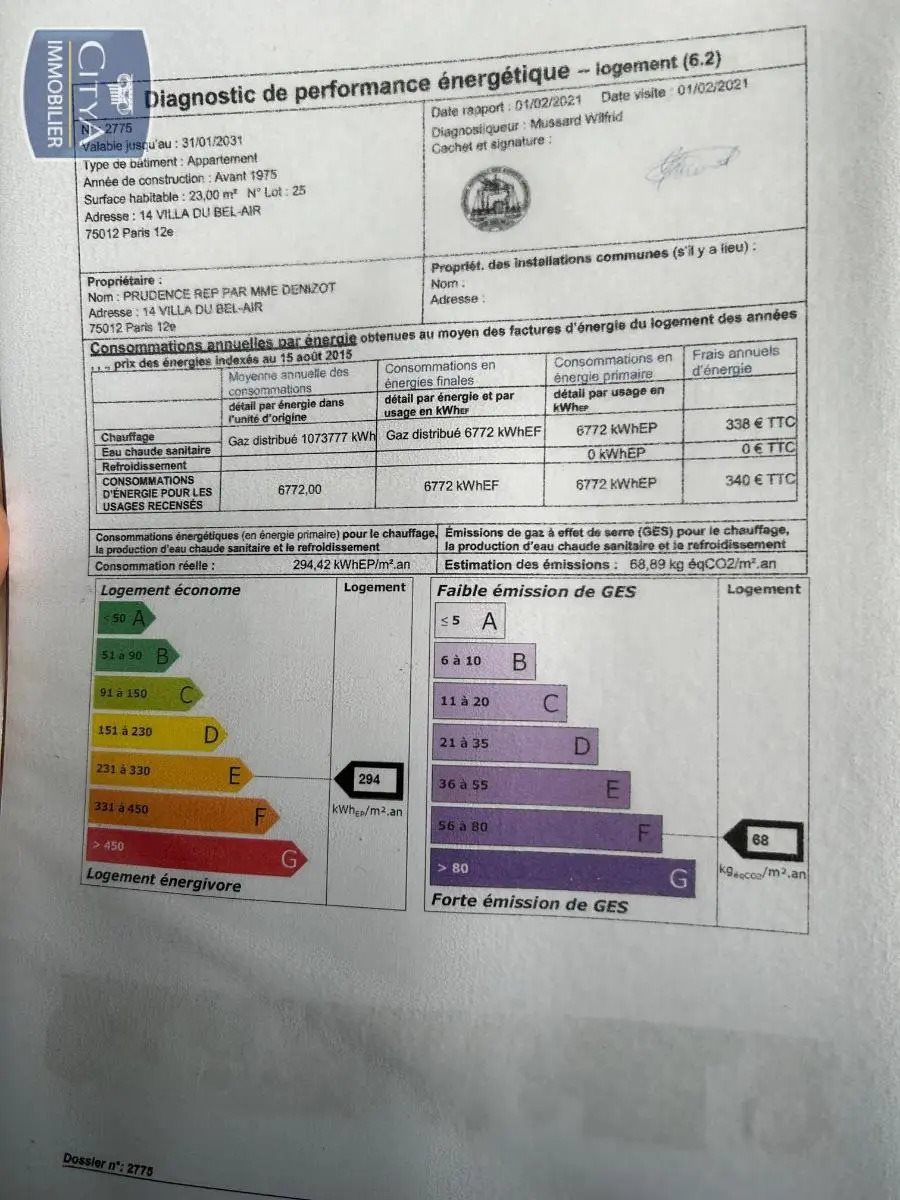 CITYA
IMMOBILIER
Diagnostic de performance énergétique – logement (6.2)
N° 2775
Valable jusqu'au : 31/01/2031
Type de bâtiment : Appartement
Année de construction : Avant 1975
Surface habitable : 23,00 m² N° Lot : 25
Adresse : 14 VILLA DU BEL-AIR
75012 Paris 12e
Date rapport : 01/02/2021 Date visite : 01/02/2021
Diagnostiqueur : Mussard Wilfrid
Cachet et signature :
Propriétaire :
Nom : PRUDENCE REP PAR MME DENIZOT
Adresse : 14 VILLA DU BEL-AIR
75012 Paris 12e
Propriét. des installations communes (s'il y a lieu) :
Nom :
Adresse :
Consommations annuelles par énergie obtenues au moyen des factures d'énergie du logement des années
, , -, prix des énergies indexés au 15 août 2015
Moyenne annuelle des
consommations
Consommations en
énergies finales
Consommations en
énergie primaire
Frais annuels
d'énergie
détail par énergie dans
l'unité d'origine
détail par énergie et par
usage en kWhEF
détail par usage en
kWhEP
Chauffage
Gaz distribué 1073777 kWh
Gaz distribué 6772 kWhEF
6772 kWhEP
338 € TTC
Eau chaude sanitaire
0 kWhEP
0 € TTC
Refroidissement
CONSOMMATIONS
D'ÉNERGIE POUR LES
USAGES RECENSÉS
6772,00
6772 kWhEF
6772 kWhEP
340 € TTC
Consommations énergétiques (en énergie primaire) pour le chauffage,
la production d'eau chaude sanitaire et le refroidissement
Consommation réelle : 294,42 kWhEP/m².an
Émissions de gaz à effet de serre (GES) pour le chauffage,
la production d'eau chaude sanitaire et le refroidissement
Estimation des émissions : 68,89 kg éqCO2/m².an
Logement économe
Logement
< 50 A
51 à 90 B
91 à 150 C
151 à 230 D
231 à 330 E
294
kWhEP/m².an
331 à 450 F
> 450 G
Logement énergivore
Faible émission de GES
Logement
≤ 5 A
6 à 10 B
11 à 20 C
21 à 35 D
36 à 55 E
56 à 80 F
68
kgéqCO2/m².an
> 80 G
Forte émission de GES
Dossier n°: 2775